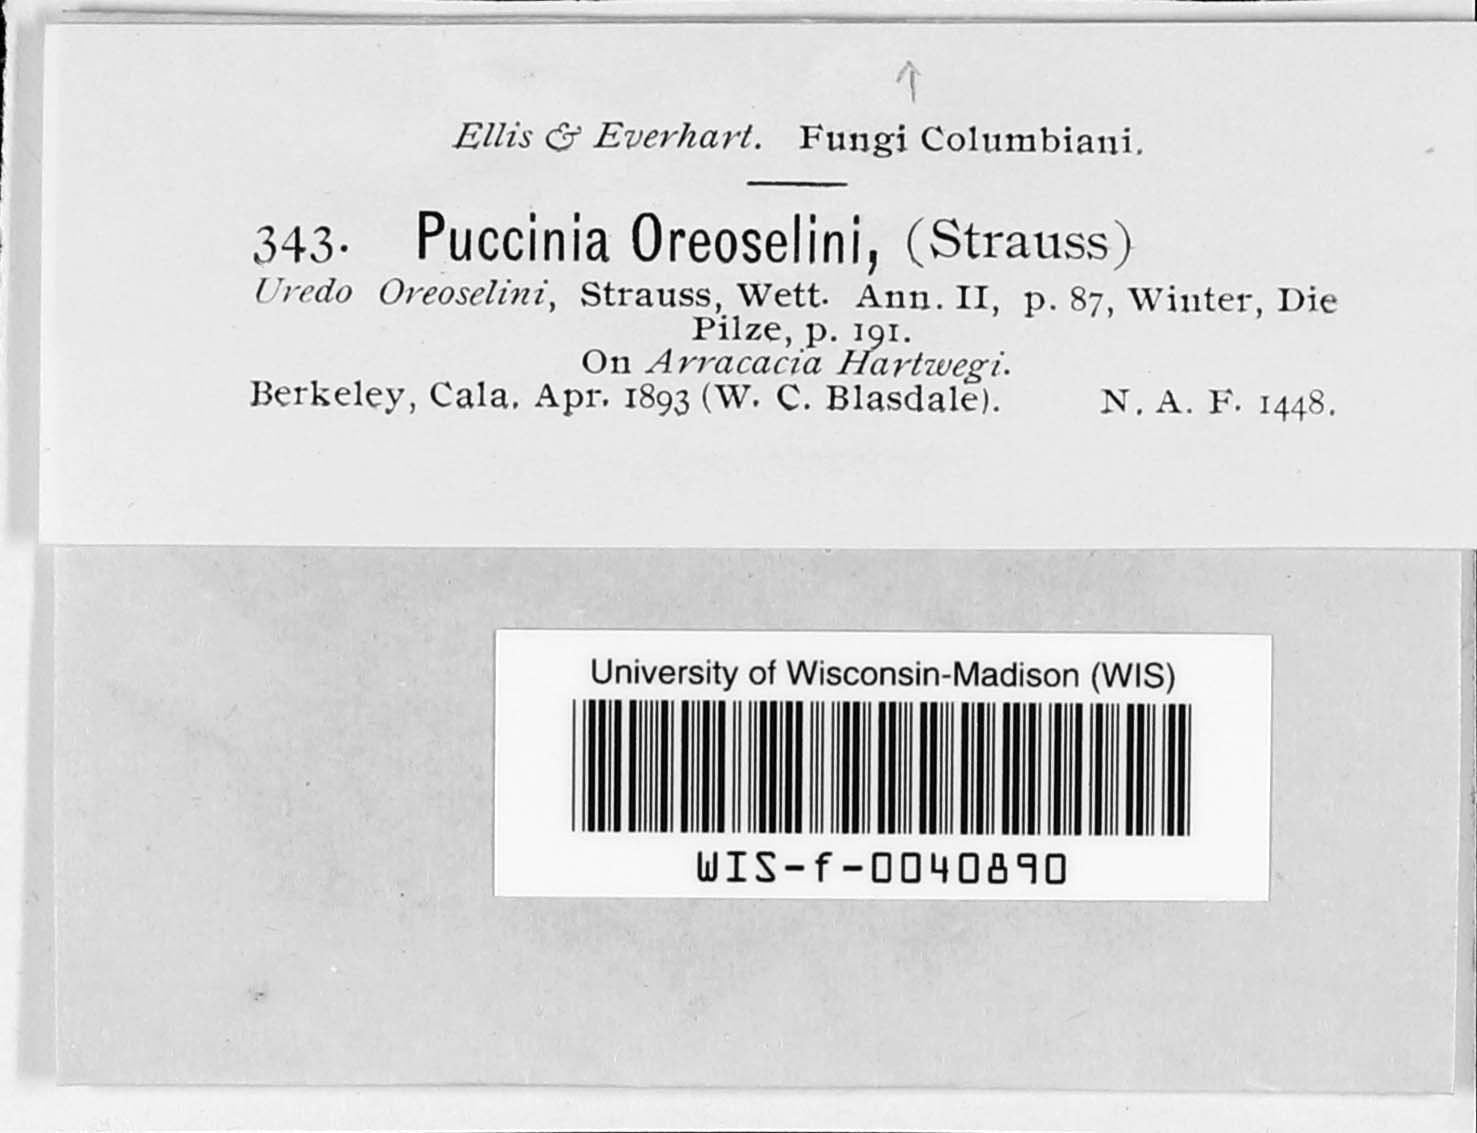 Ellis & Everhart. Fungi Columbiani.
343. Puccinia Oreoselini, (Strauss)
Uredo Oreoselini, Strauss, Wett. Ann. II, p. 87, Winter, Die
Pilze, p. 191.
On Arracacia Hartwegi.
Berkeley, Cala. Apr. 1893 (W. C. Blasdale). N. A. F. 1448.
University of Wisconsin-Madison (WIS)
WIS-f-0040890